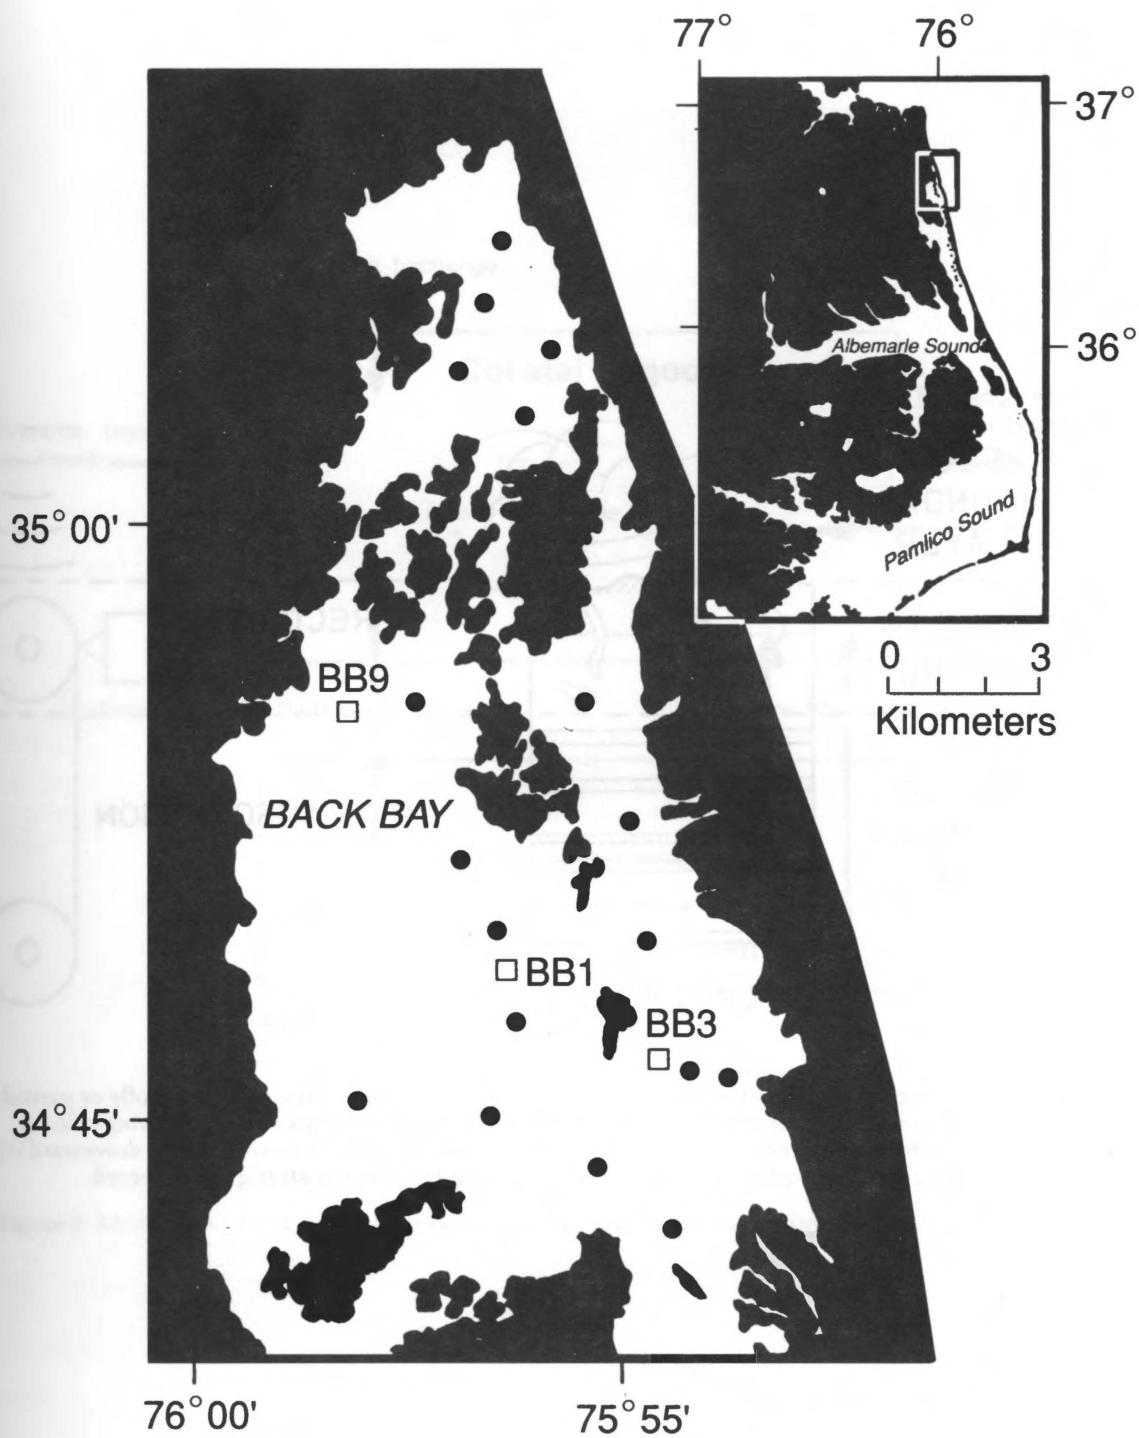 77° 76°
37°
36°
Albemarle Sound
Pamlico Sound
35°00'
0 3
Kilometers
BB9
BACK BAY
BB1
BB3
34°45'
76°00' 75°55'